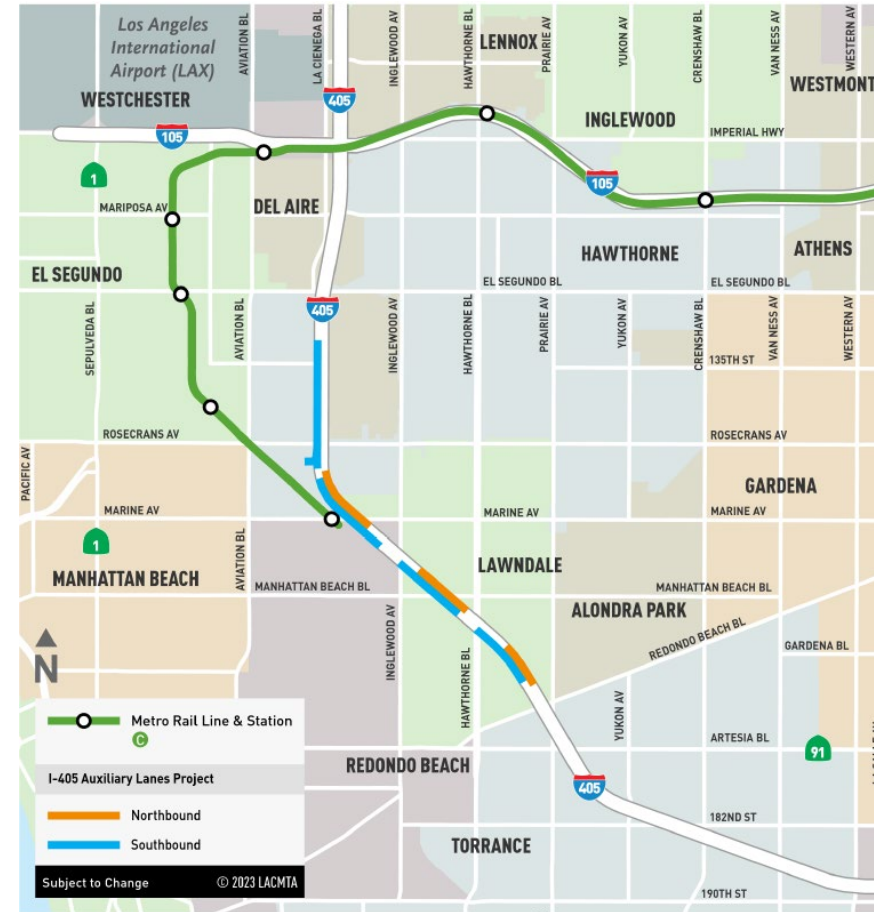 Los Angeles
International
Airport (LAX)
WESTCHESTER
AVIATION BL
LA CIENEGA BL
INGLEWOOD AV
HAWTHORNE BL
LENNOX
PRAIRIE AV
YUKON AV
CRENSHAW BL
VAN NESS AV
WESTERN AV
WESTMONT
405
105
INGLEWOOD
IMPERIAL HWY
1
105
MARIPOSA AV
DEL AIRE
HAWTHORNE
ATHENS
EL SEGUNDO
EL SEGUNDO BL
EL SEGUNDO BL
405
SEPULVEDA BL
AVIATION BL
INGLEWOOD AV
HAWTHORNE BL
PRAIRIE AV
YUKON AV
CRENSHAW BL
VAN NESS AV
WESTERN AV
135TH ST
ROSECRANS AV
ROSECRANS AV
PACIFIC AV
GARDENA
MARINE AV
MARINE AV
MARINE AV
1
LAWNDALE
MANHATTAN BEACH
AVIATION BL
MANHATTAN BEACH BL
MANHATTAN BEACH BL
ALONDRA PARK
REDONDO BEACH BL
GARDENA BL
N
INGLEWOOD AV
HAWTHORNE BL
YUKON AV
ARTESIA BL
91
REDONDO BEACH
405
182ND ST
TORRANCE
190TH ST
Metro Rail Line & Station
C
I-405 Auxiliary Lanes Project
Northbound
Southbound
Subject to Change
© 2023 LACMTA